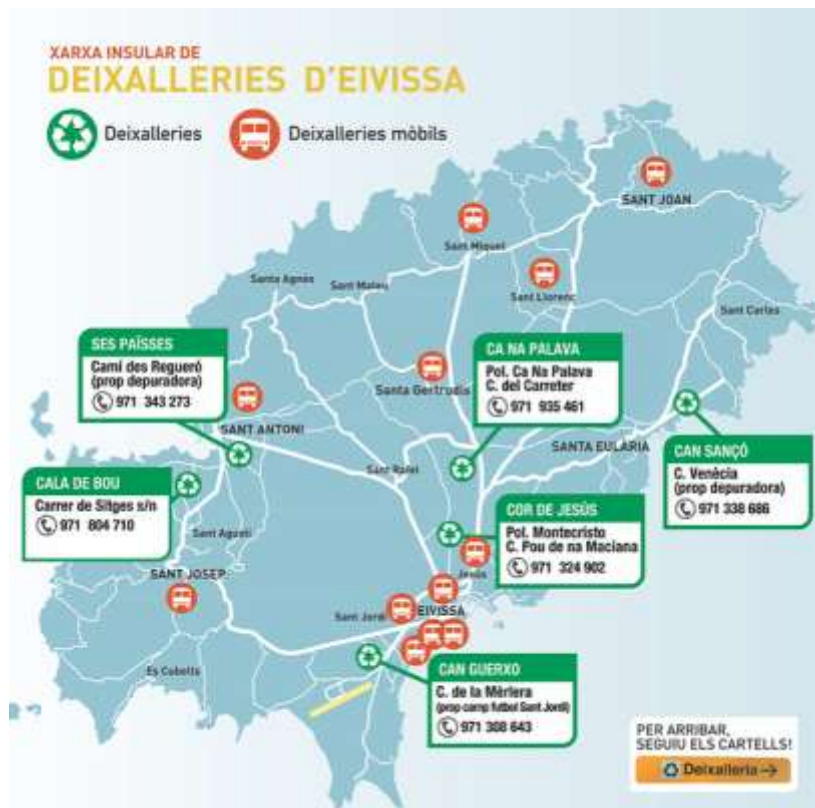 XARXA INSULAR DE
DEIXALLERIES D'EIVISSA
Deixalleries
Deixalleries mòbils
SANT JOAN
Sant Miquel
Sant Llorenç
Santa Agnès
Sant Mateu
Sant Carles
SES PAÏSSES
Camí des Regueró
(prop depuradora)
971 343 273
CA NA PALAVA
Pol. Ca Na Palava
C. del Carreter
971 935 461
Santa Gertrudis
SANT ANTONI
SANTA EULÀRIA
CAN SANÇÓ
C. Venècia
(prop depuradora)
971 338 686
Sant Rafel
CALA DE BOU
Carrer de Sitges s/n
971 804 710
COR DE JESÚS
Pol. Montecristo
C. Pou de na Maciana
971 324 902
Sant Agustí
Jesús
SANT JOSEP
Sant Jordi
EIVISSA
Es Cubells
CAN GUERXO
C. de la Mèrlera
(prop camp futbol Sant Jordi)
971 308 643
PER ARRIBAR,
SEGUIU ELS CARTELLS!
Deixalleria